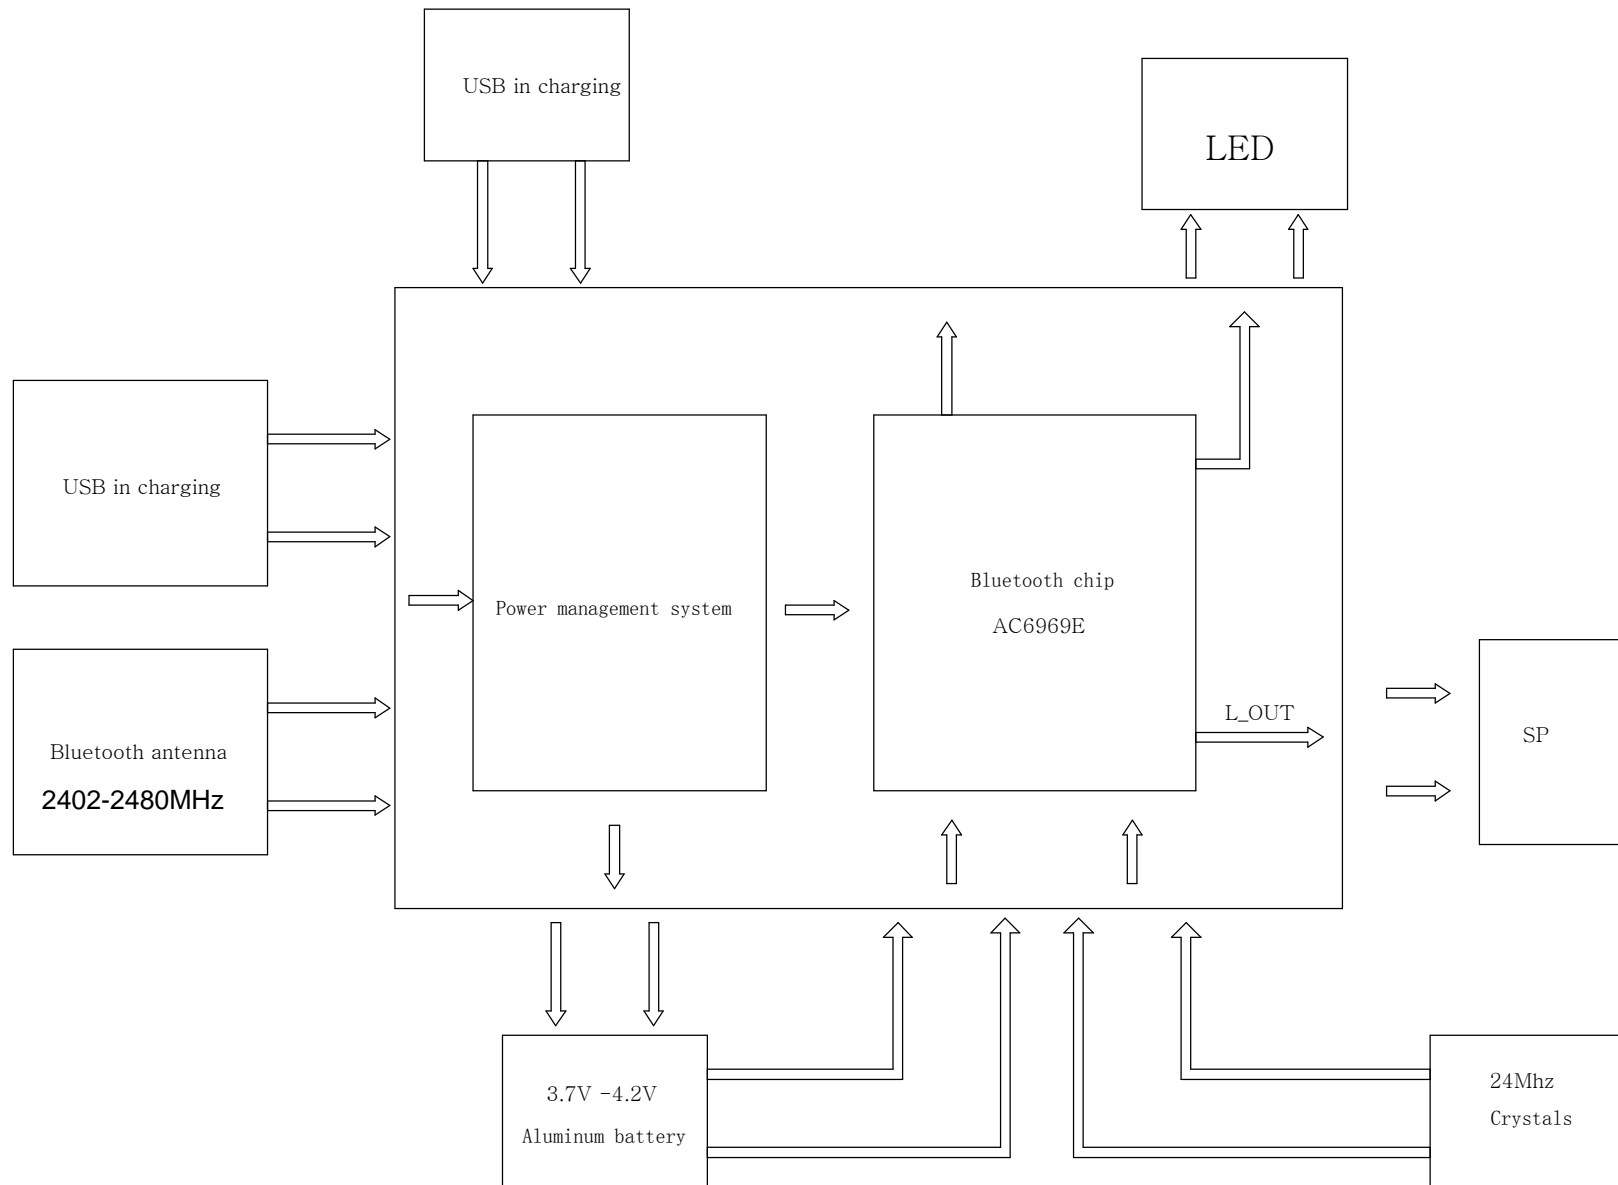 USB in charging
LED
USB in charging
Bluetooth chip
AC6969E
Power management system
L_OUT
SP
Bluetooth antenna
2402-2480MHz
3.7V -4.2V
Aluminum battery
24Mhz
Crystals